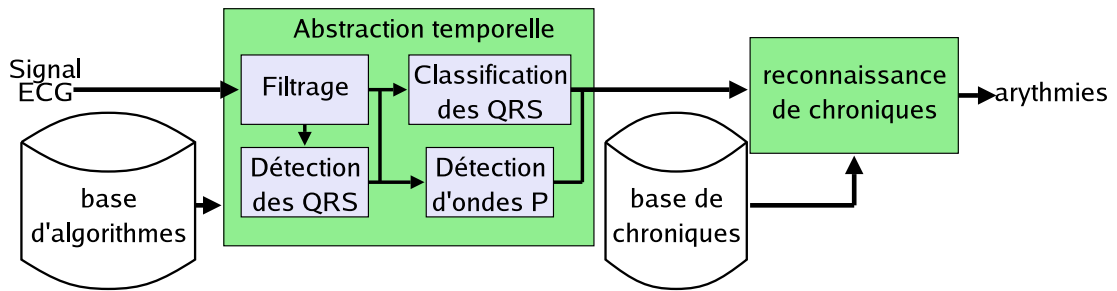 Abstraction temporelle
Signal
ECG
Filtrage
Classification
des QRS
Détection
des QRS
Détection
d'ondes P
base
d'algorithmes
base de
chroniques
reconnaissance
de chroniques
arythmies